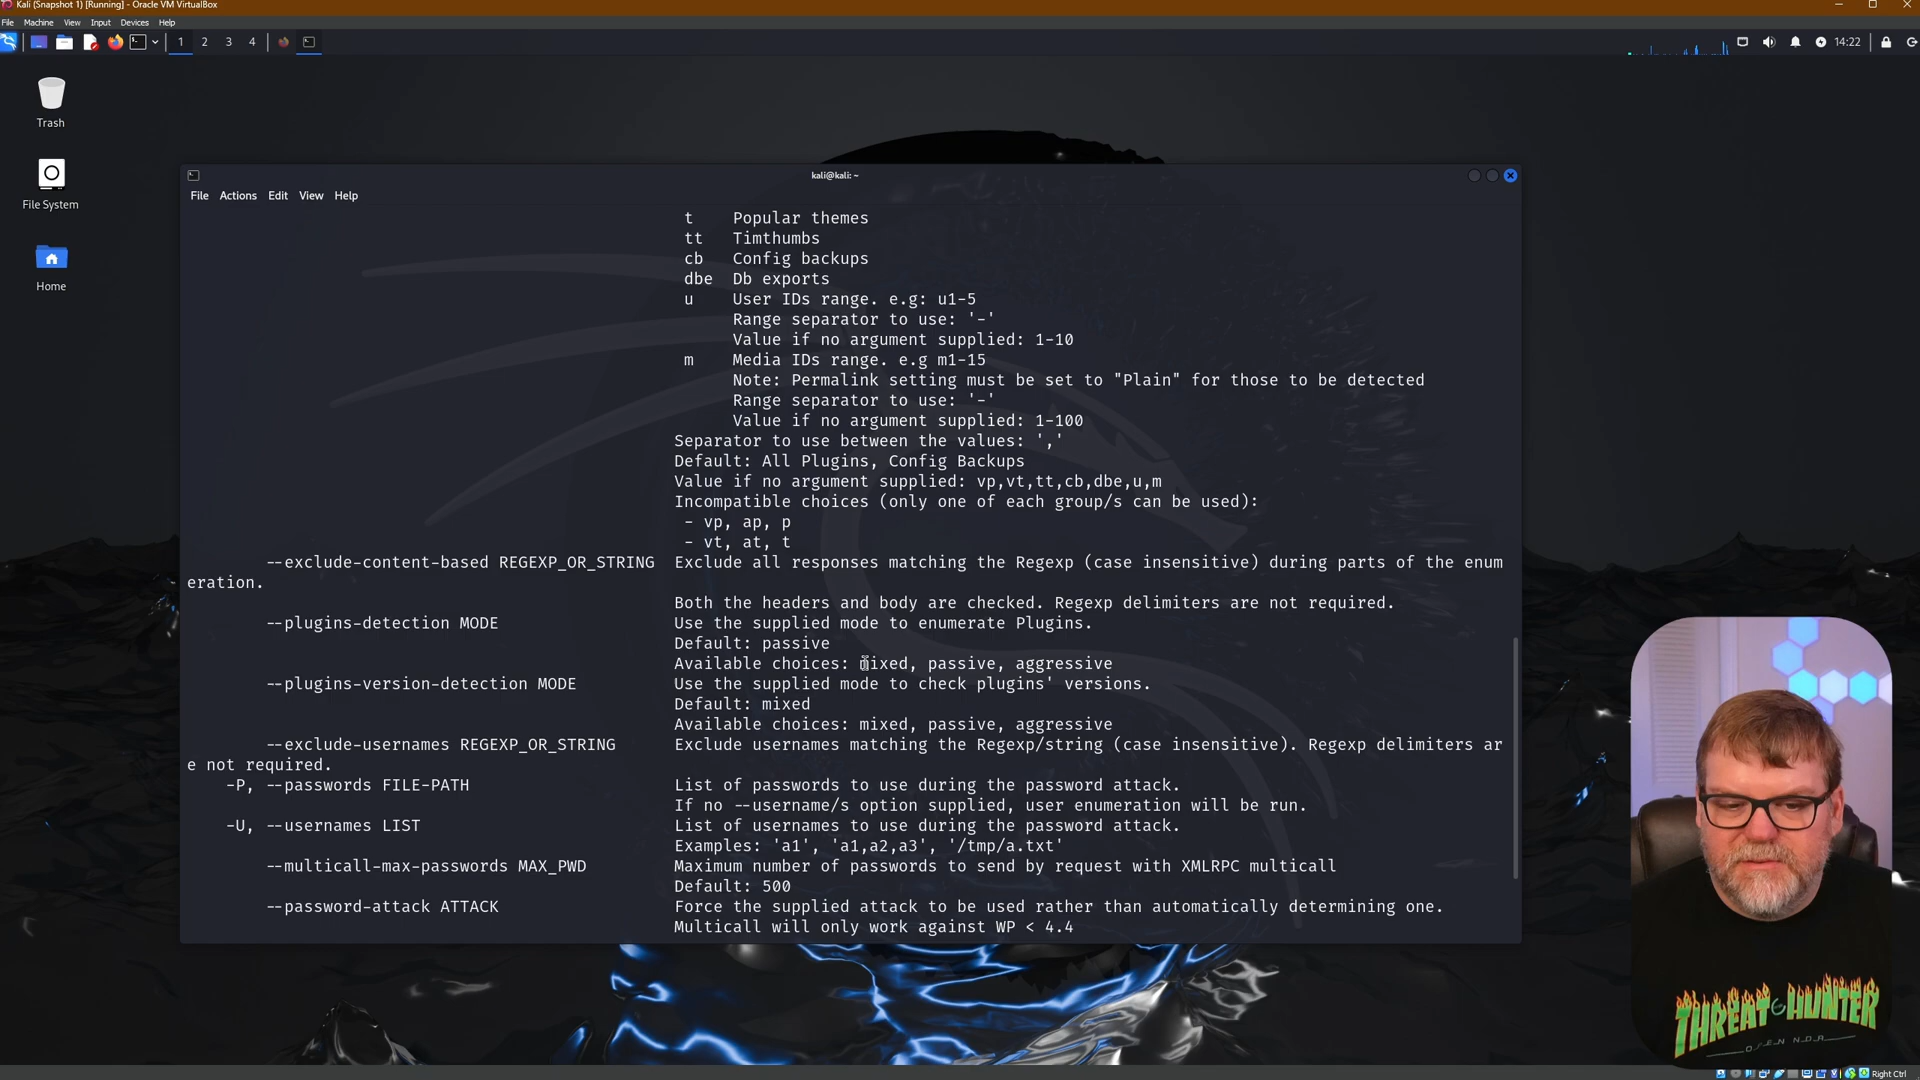 Kali (Snapshot 1) [Running] - Oracle VM VirtualBox
File Machine View Input Devices Help
1 2 3 4
14:22
Trash
File System
Home
kali@kali: ~
File Actions Edit View Help
t Popular themes
tt Timthumbs
cb Config backups
dbe Db exports
u User IDs range. e.g: u1-5
Range separator to use: '-'
Value if no argument supplied: 1-10
m Media IDs range. e.g m1-15
Note: Permalink setting must be set to "Plain" for those to be detected
Range separator to use: '-'
Value if no argument supplied: 1-100
Separator to use between the values: ','
Default: All Plugins, Config Backups
Value if no argument supplied: vp,vt,tt,cb,dbe,u,m
Incompatible choices (only one of each group/s can be used):
- vp, ap, p
- vt, at, t
--exclude-content-based REGEXP_OR_STRING Exclude all responses matching the Regexp (case insensitive) during parts of the enum
eration.
Both the headers and body are checked. Regexp delimiters are not required.
--plugins-detection MODE Use the supplied mode to enumerate Plugins.
Default: passive
Available choices: mixed, passive, aggressive
--plugins-version-detection MODE Use the supplied mode to check plugins' versions.
Default: mixed
Available choices: mixed, passive, aggressive
--exclude-usernames REGEXP_OR_STRING Exclude usernames matching the Regexp/string (case insensitive). Regexp delimiters ar
e not required.
-P, --passwords FILE-PATH List of passwords to use during the password attack.
If no --username/s option supplied, user enumeration will be run.
-U, --usernames LIST List of usernames to use during the password attack.
Examples: 'a1', 'a1,a2,a3', '/tmp/a.txt'
--multicall-max-passwords MAX_PWD Maximum number of passwords to send by request with XMLRPC multicall
Default: 500
--password-attack ATTACK Force the supplied attack to be used rather than automatically determining one.
Multicall will only work against WP < 4.4
THREAT HUNTER
Right Ctrl